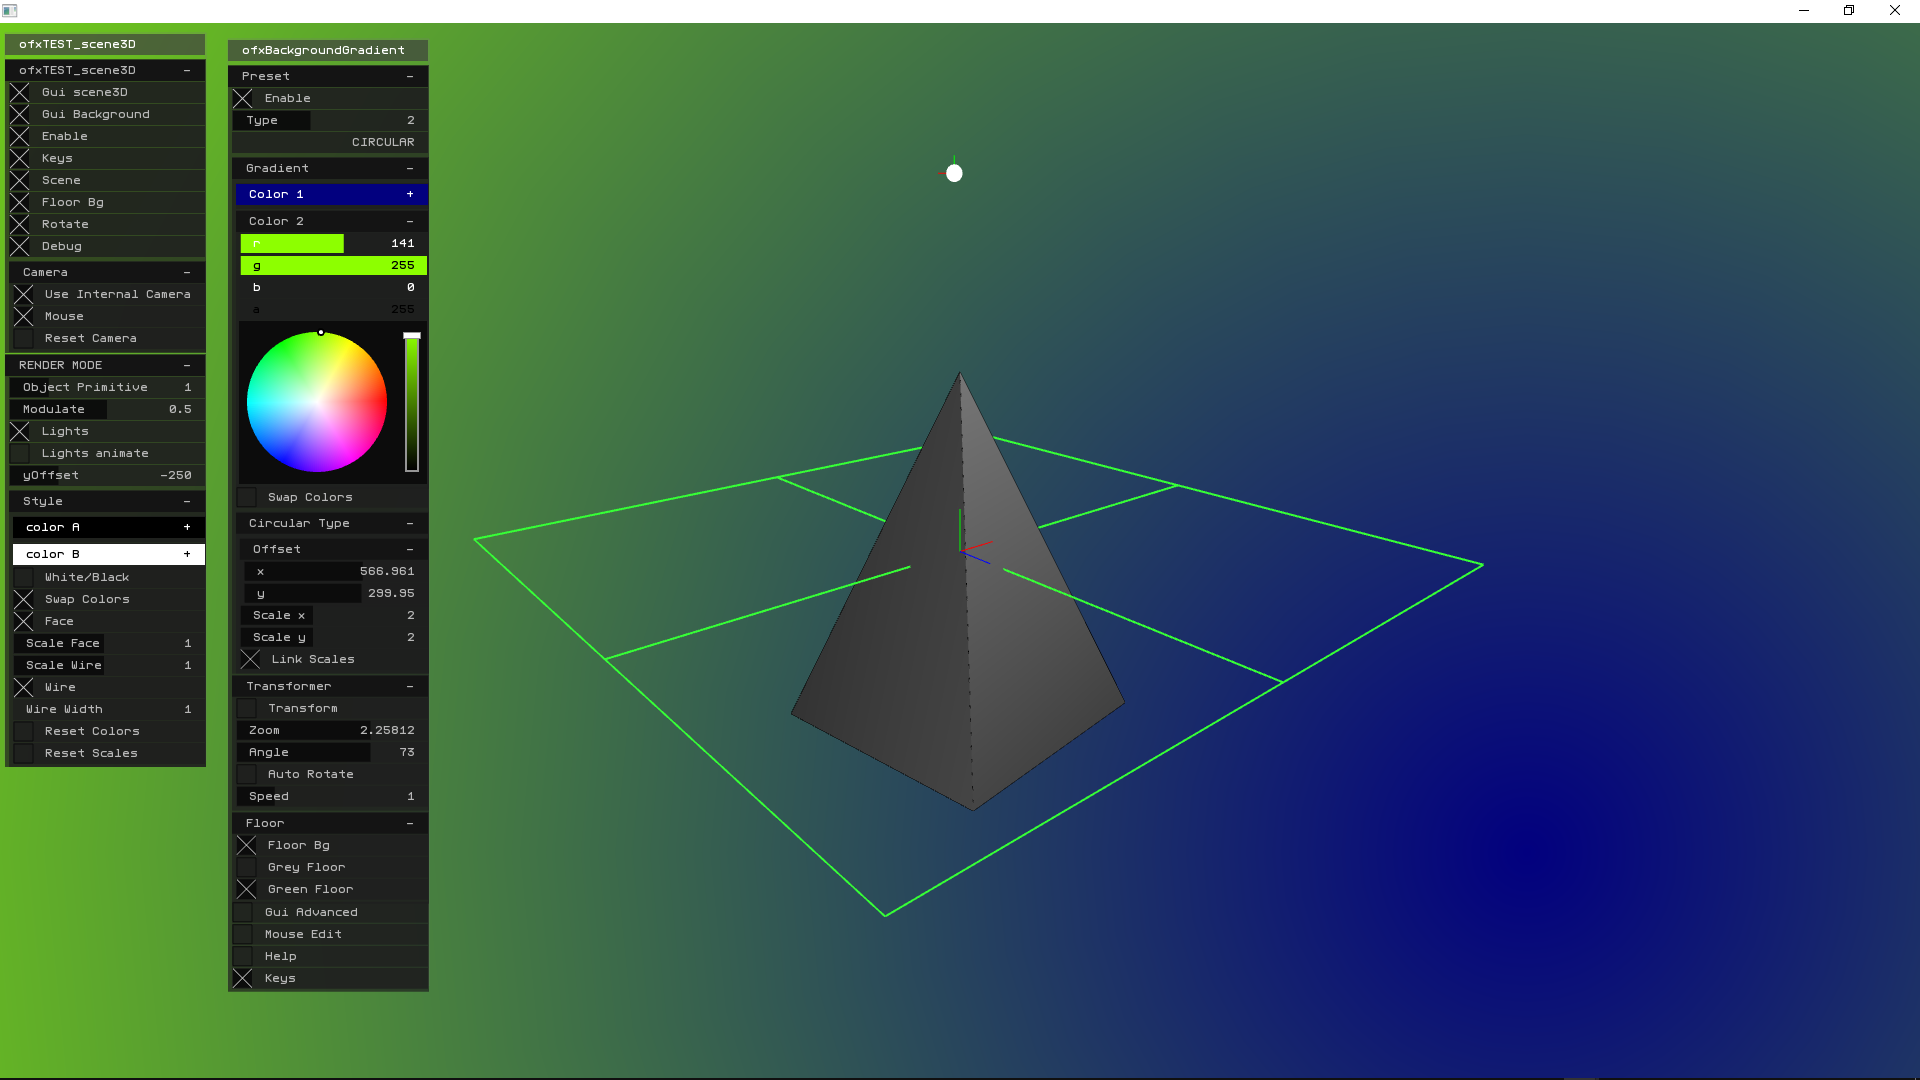 ofxTEST_scene3D
ofxTEST_scene3D -
Gui scene3D
Gui Background
Enable
Keys
Scene
Floor Bg
Rotate
Debug
Camera -
Use Internal Camera
Mouse
Reset Camera
RENDER MODE -
Object Primitive 1
Modulate 0.5
Lights
Lights animate
yOffset -250
Style -
color A +
color B +
White/Black
Swap Colors
Face
Scale Face 1
Scale Wire 1
Wire
Wire Width 1
Reset Colors
Reset Scales
ofxBackgroundGradient
Preset -
Enable
Type 2
CIRCULAR
Gradient -
Color 1 +
Color 2 -
r 141
g 255
b 0
a 255
Swap Colors
Circular Type -
Offset -
x 566.961
y 299.95
Scale x 2
Scale y 2
Link Scales
Transformer -
Transform
Zoom 2.25812
Angle 73
Auto Rotate
Speed 1
Floor -
Floor Bg
Grey Floor
Green Floor
Gui Advanced
Mouse Edit
Help
Keys